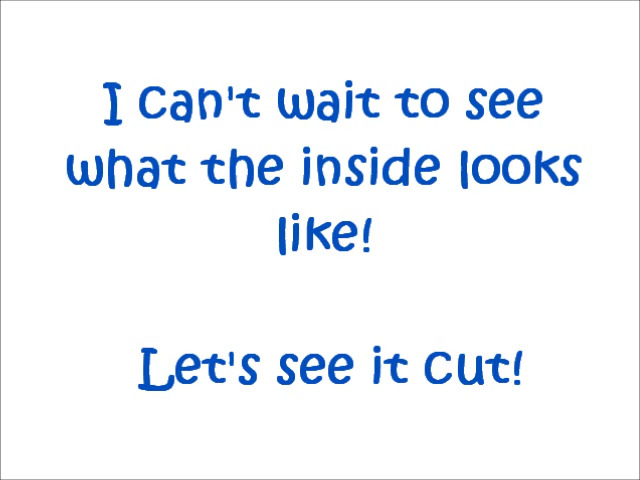 I can't wait to see
what the inside looks
like!
Let's see it cut!